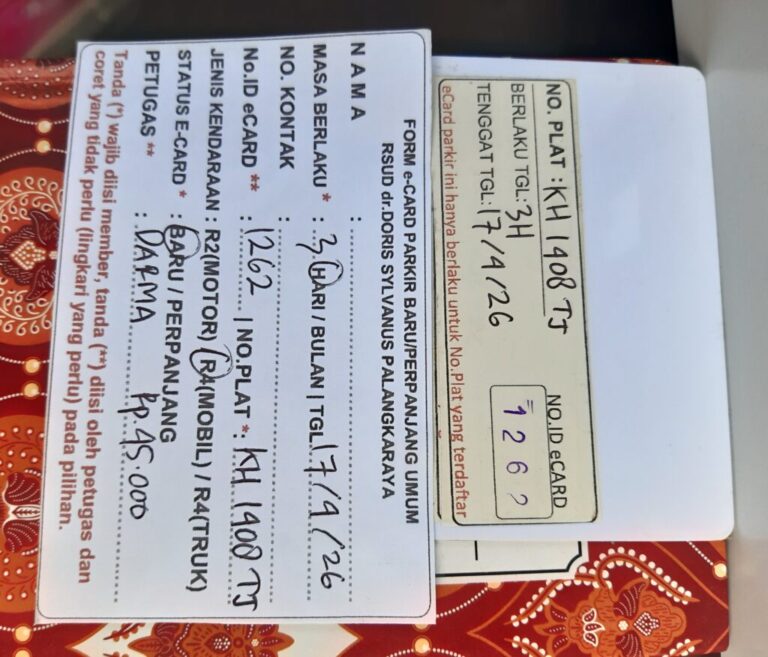 NO. PLAT : KH 1408 TJ
BERLAKU TGL: 3H
TENGGAT TGL: 17/4/26
NO.ID eCARD
1262
eCard parkir ini hanya berlaku untuk No.Plat yang terdaftar
FORM e-CARD PARKIR BARU/PERPANJANG UMUM
RSUD dr.DORIS SYLVANUS PALANGKARAYA
NAMA :
MASA BERLAKU * : 3 HARI / BULAN | TGL 17/4/26
NO. KONTAK :
No.ID eCARD ** : 1262 | NO.PLAT * : KH 1408 TJ
JENIS KENDARAAN : R2(MOTOR) / R4(MOBIL) / R4(TRUK)
STATUS E-CARD * : BARU / PERPANJANG
PETUGAS ** : DARMA Rp.45.000
Tanda (*) wajib diisi member, tanda (**) diisi oleh petugas dan
coret yang tidak perlu (lingkari yang perlu) pada pilihan.